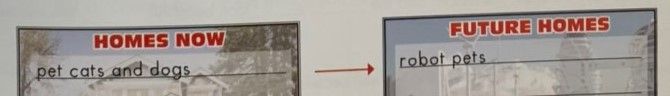 HOMES NOW
pet cats and dogs
FUTURE HOMES
robot pets